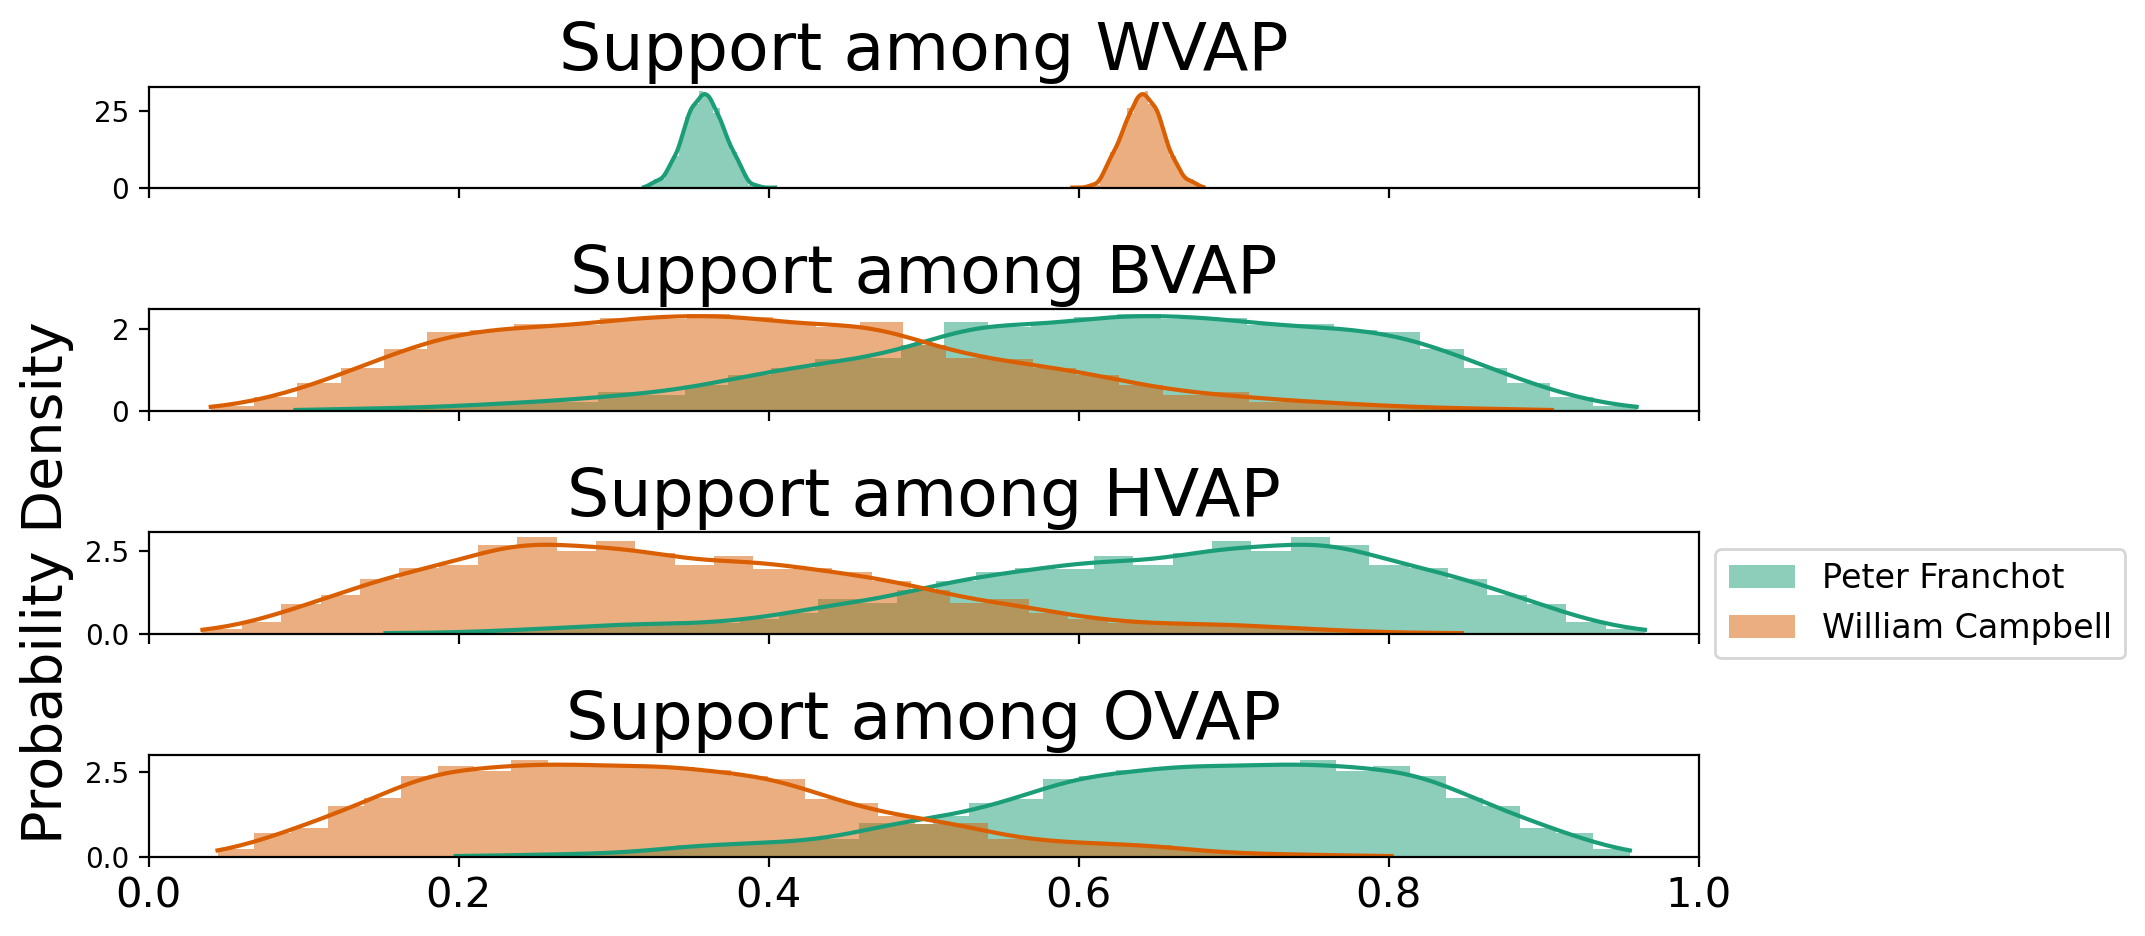 Support among WVAP
25
0
Support among BVAP
2
0
Support among HVAP
2.5
0.0
Support among OVAP
2.5
0.0
0.0 0.2 0.4 0.6 0.8 1.0
Probability Density
Peter Franchot
William Campbell